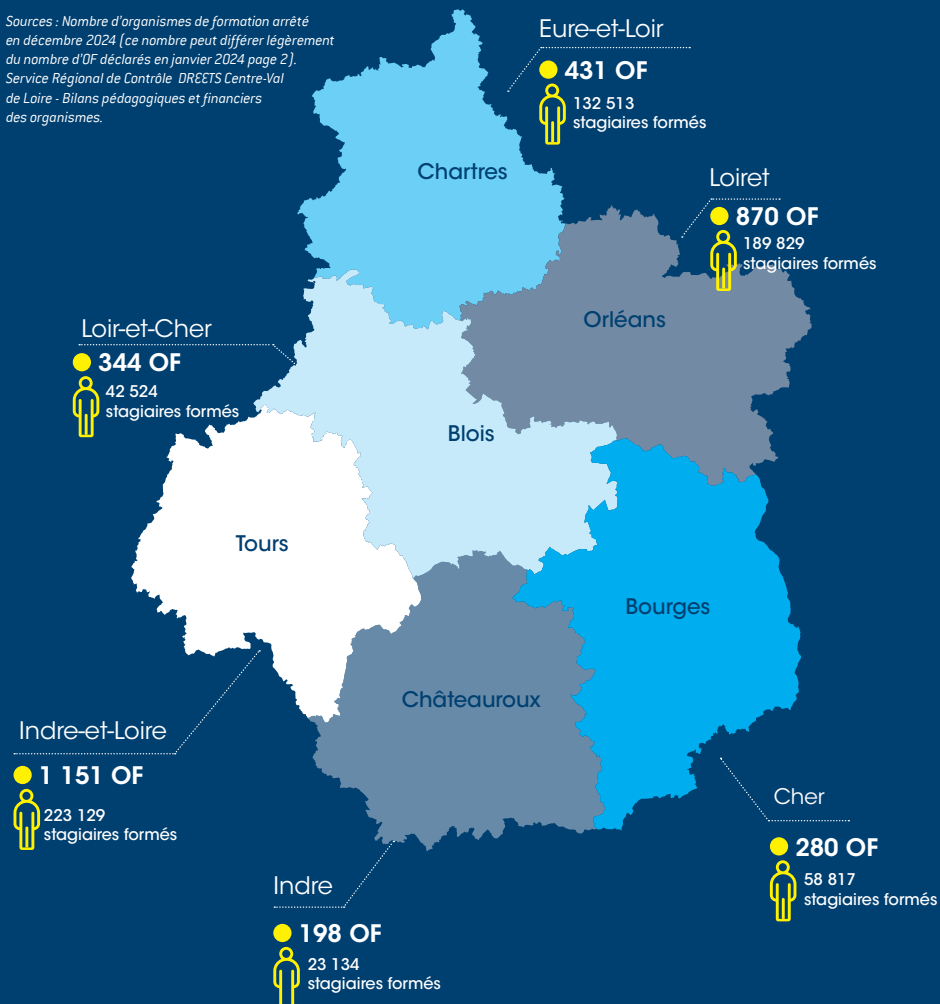 Sources : Nombre d'organismes de formation arrêté
en décembre 2024 (ce nombre peut différer légèrement
du nombre d'OF déclarés en janvier 2024 page 2).
Service Régional de Contrôle DREETS Centre-Val
de Loire - Bilans pédagogiques et financiers
des organismes.
Eure-et-Loir
431 OF
132 513
stagiaires formés
Chartres
Loiret
870 OF
189 829
stagiaires formés
Orléans
Loir-et-Cher
344 OF
42 524
stagiaires formés
Blois
Tours
Bourges
Châteauroux
Indre-et-Loire
1 151 OF
223 129
stagiaires formés
Cher
280 OF
58 817
stagiaires formés
Indre
198 OF
23 134
stagiaires formés